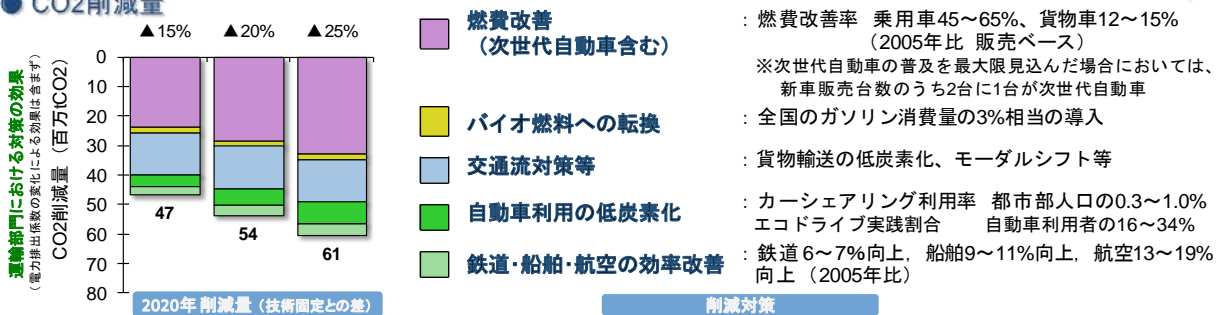 ● CO2削減量
▲15%
▲20%
▲25%
運輸部門における対策の効果
（電力排出係数の変化による効果は含まず）
CO2削減量（百万tCO2）
0
10
20
30
40
50
60
70
80
47
54
61
2020年 削減量（技術固定との差）
燃費改善
（次世代自動車含む）
：燃費改善率 乗用車45～65%、貨物車12～15%
（2005年比 販売ベース）
※次世代自動車の普及を最大限見込んだ場合においては、
新車販売台数のうち2台に1台が次世代自動車
バイオ燃料への転換
：全国のガソリン消費量の3%相当の導入
交通流対策等
：貨物輸送の低炭素化、モーダルシフト等
自動車利用の低炭素化
：カーシェアリング利用率 都市部人口の0.3～1.0%
エコドライブ実践割合 自動車利用者の16～34%
鉄道・船舶・航空の効率改善
：鉄道 6～7%向上，船舶9～11%向上，航空13～19%
向上（2005年比）
削減対策